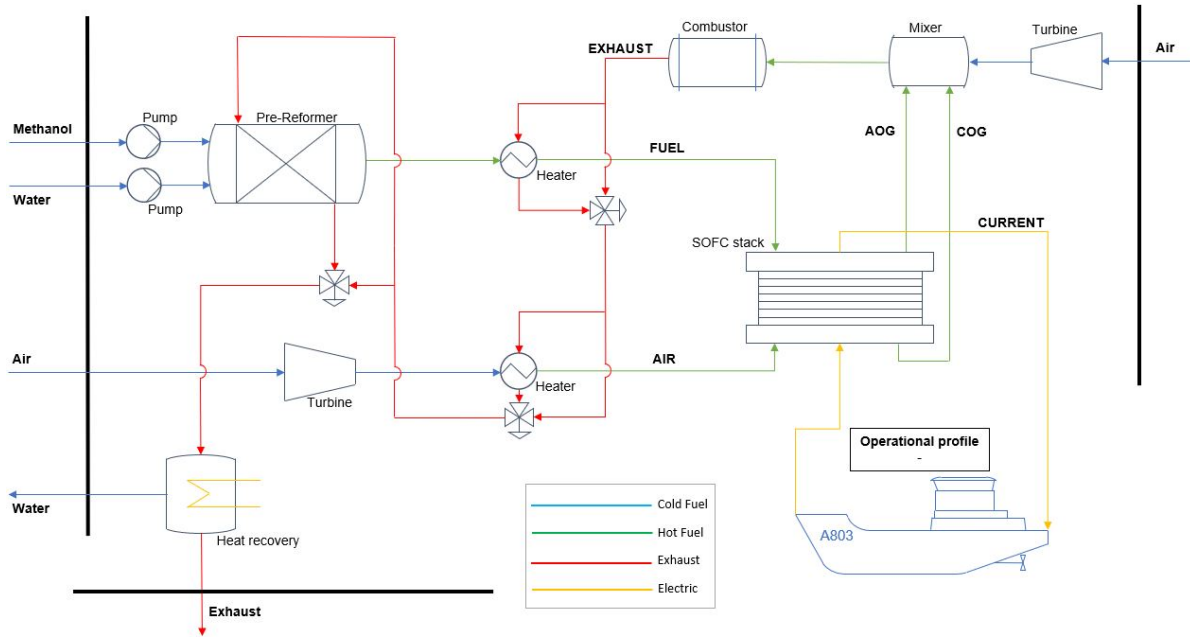 Combustor
Mixer
Turbine
EXHAUST
Air
Pump
Pre-Reformer
Methanol
AOG
COG
FUEL
Heater
Water
Pump
CURRENT
SOFC stack
Air
AIR
Heater
Turbine
Operational profile
-
Water
Cold Fuel
Hot Fuel
Exhaust
Electric
A803
Heat recovery
Exhaust